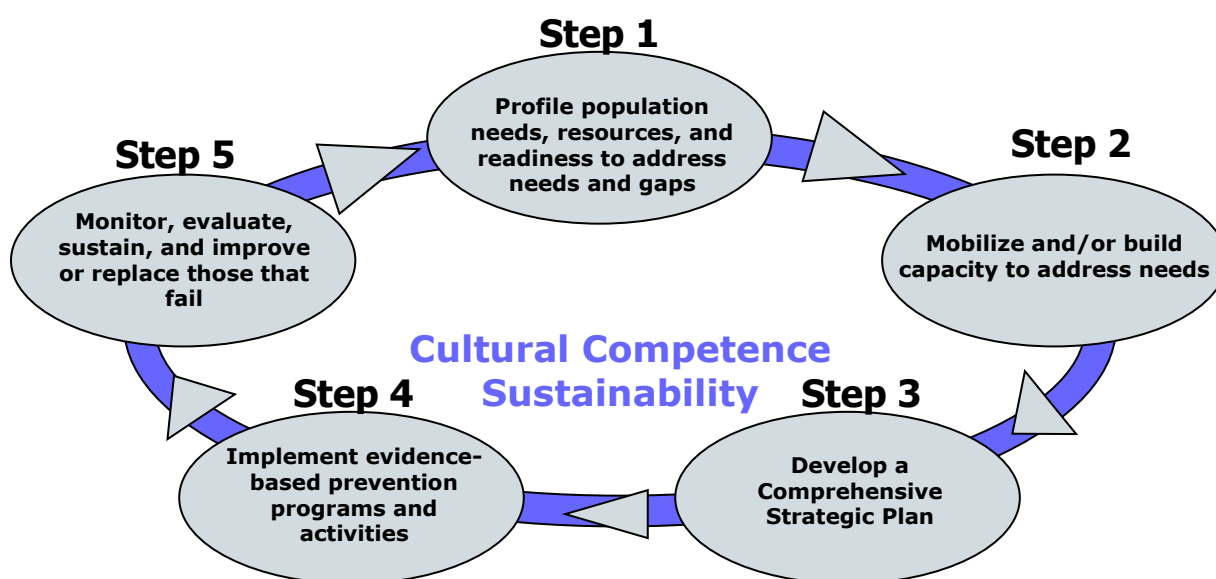 Step 1
Profile population
needs, resources, and
readiness to address
needs and gaps
Step 2
Mobilize and/or build
capacity to address needs
Step 3
Develop a
Comprehensive
Strategic Plan
Step 4
Implement evidence-
based prevention
programs and
activities
Step 5
Monitor, evaluate,
sustain, and improve
or replace those that
fail
Cultural Competence
Sustainability